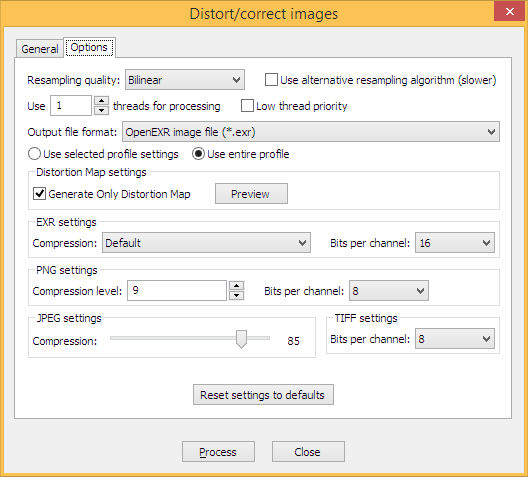 Distort/correct images
General Options
Resampling quality: Bilinear Use alternative resampling algorithm (slower)
Use 1 threads for processing Low thread priority
Output file format: OpenEXR image file (*.exr)
Use selected profile settings Use entire profile
Distortion Map settings
Generate Only Distortion Map Preview
EXR settings
Compression: Default Bits per channel: 16
PNG settings
Compression level: 9 Bits per channel: 8
JPEG settings TIFF settings
Compression: 85 Bits per channel: 8
Reset settings to defaults
Process Close